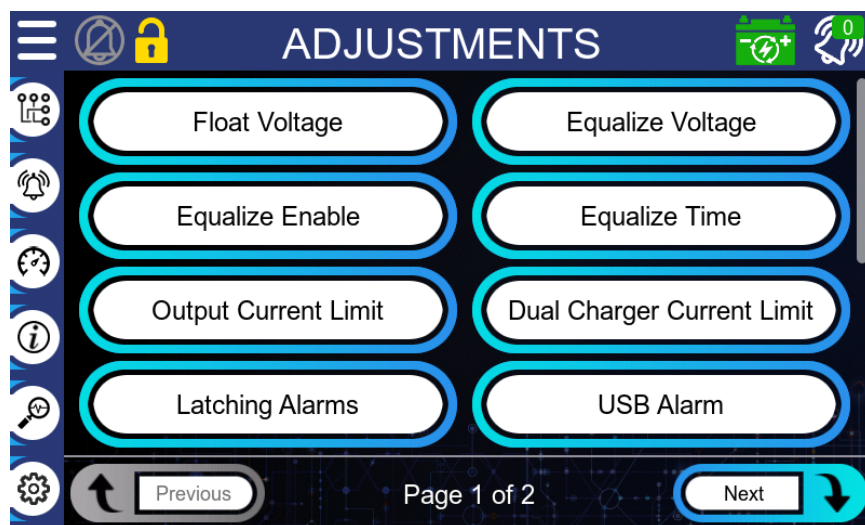 ADJUSTMENTS
0
Float Voltage
Equalize Voltage
Equalize Enable
Equalize Time
Output Current Limit
Dual Charger Current Limit
Latching Alarms
USB Alarm
Previous
Page 1 of 2
Next